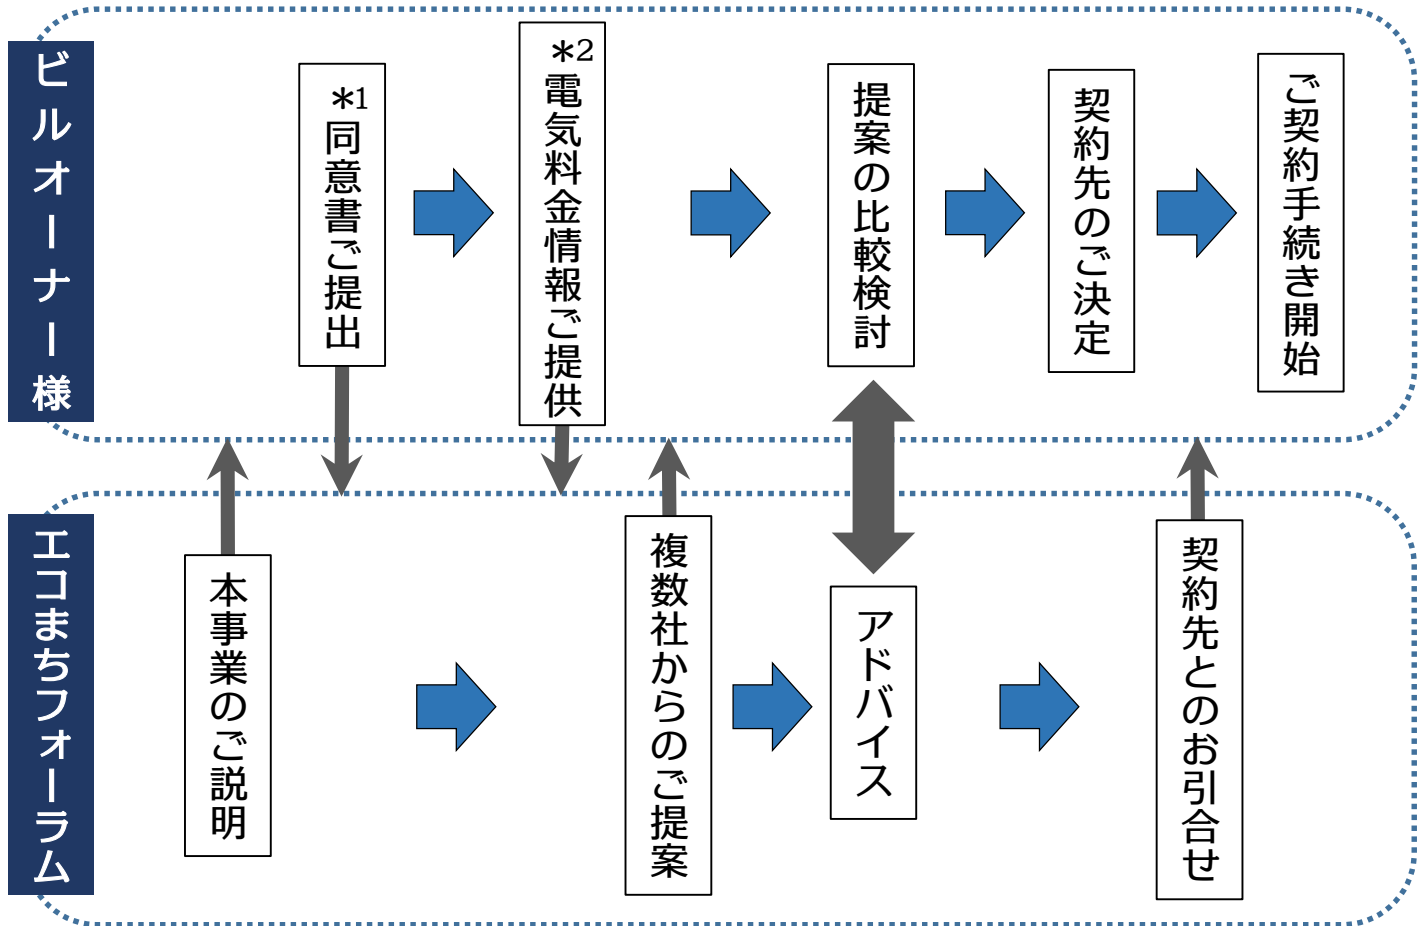 ビルオーナー様
*1
同意書ご提出
*2
電気料金情報ご提供
提案の比較検討
契約先のご決定
ご契約手続き開始
エコまちフォーラム
本事業のご説明
複数社からのご提案
アドバイス
契約先とのお引合せ